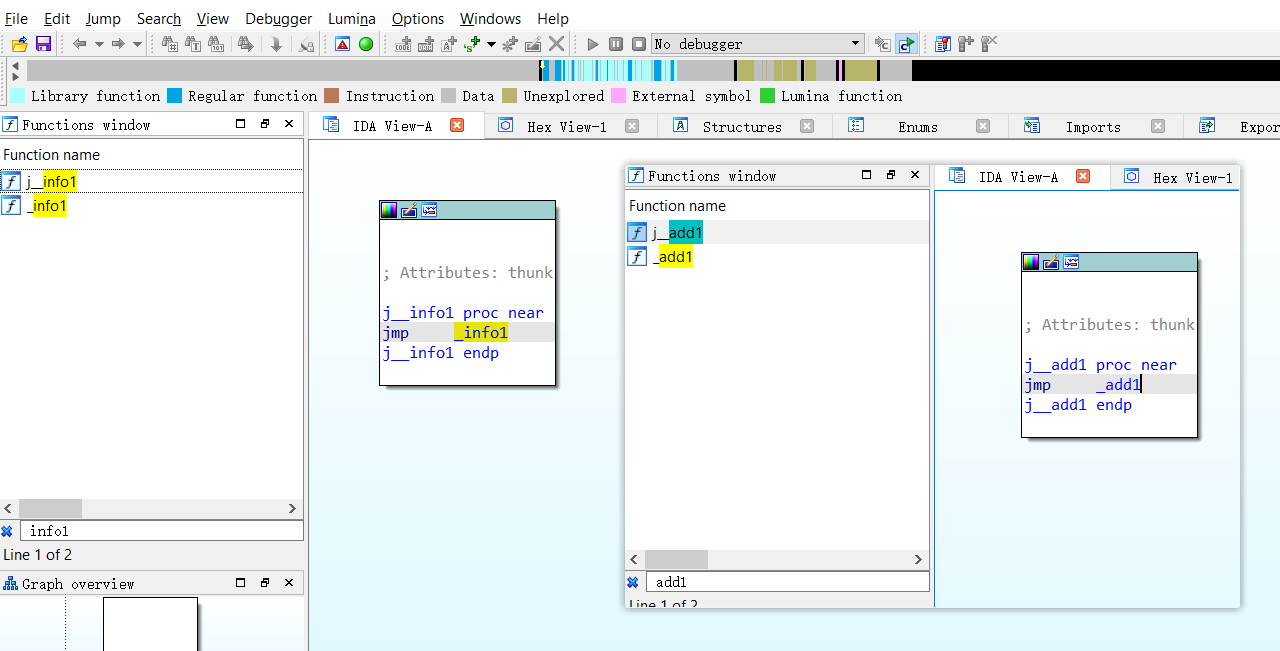 File Edit Jump Search View Debugger Lumina Options Windows Help
No debugger
Library function Regular function Instruction Data Unexplored External symbol Lumina function
Functions window
IDA View-A Hex View-1 Structures Enums Imports Expor
Function name
j__info1
_info1
; Attributes: thunk
j__info1 proc near
jmp _info1
j__info1 endp
info1
Line 1 of 2
Graph overview
Functions window
IDA View-A Hex View-1
Function name
j__add1
_add1
; Attributes: thunk
j__add1 proc near
jmp _add1
j__add1 endp
add1
Line 1 of 2